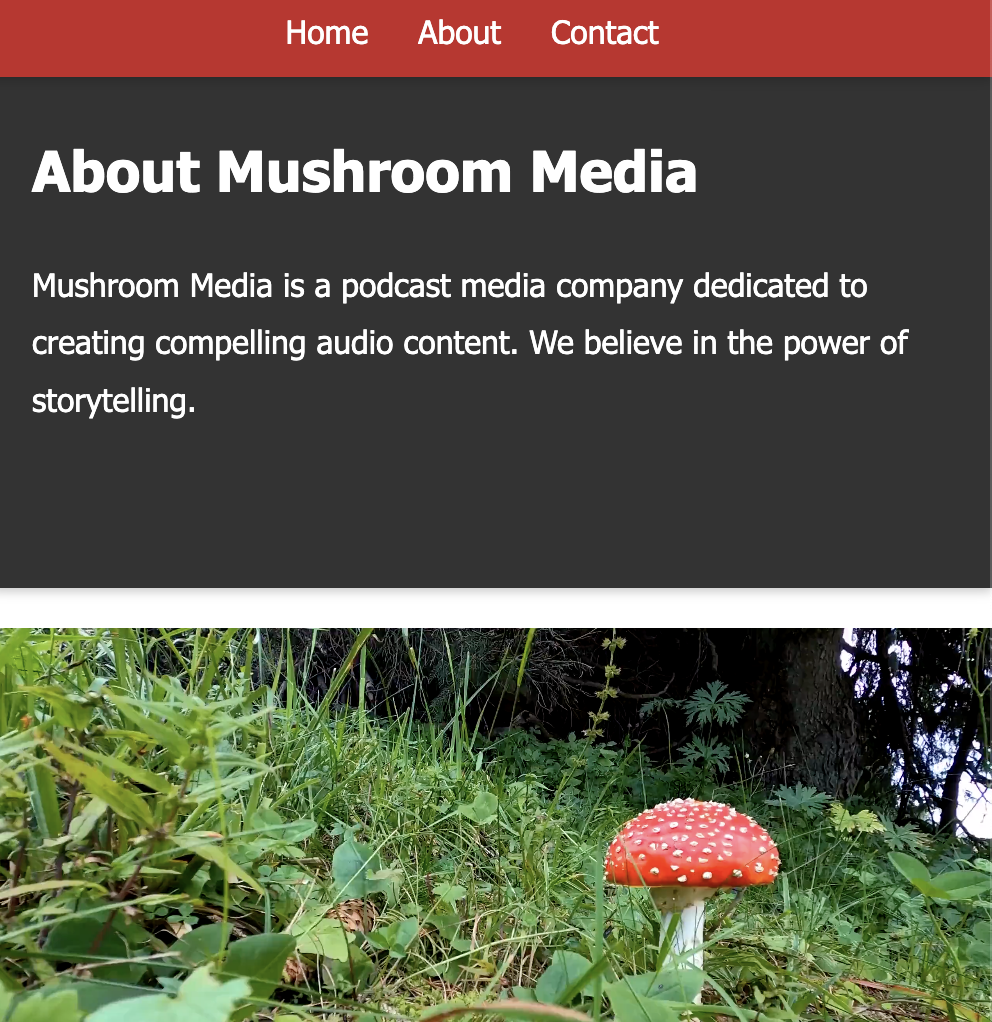 Home About Contact
About Mushroom Media
Mushroom Media is a podcast media company dedicated to
creating compelling audio content. We believe in the power of
storytelling.